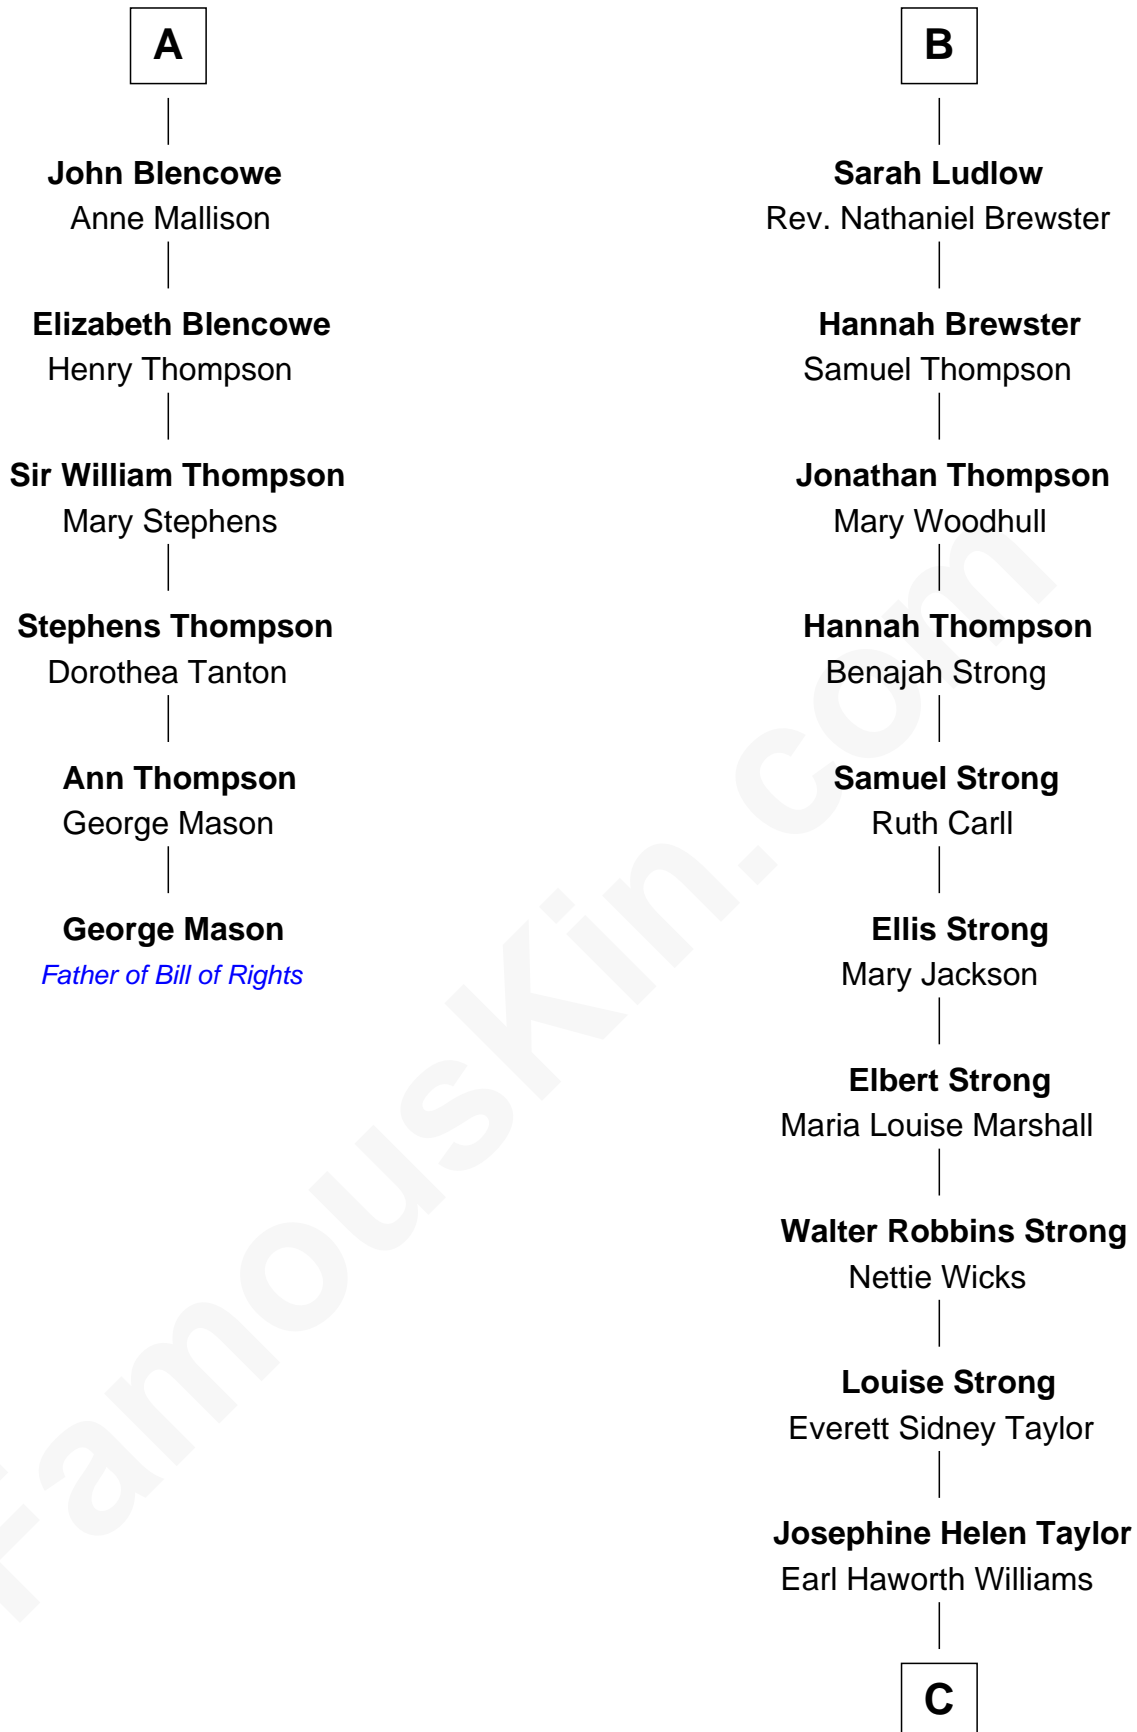 A
John Blencowe
Anne Mallison
Elizabeth Blencowe
Henry Thompson
Sir William Thompson
Mary Stephens
Stephens Thompson
Dorothea Tanton
Ann Thompson
George Mason
George Mason
Father of Bill of Rights
B
Sarah Ludlow
Rev. Nathaniel Brewster
Hannah Brewster
Samuel Thompson
Jonathan Thompson
Mary Woodhull
Hannah Thompson
Benajah Strong
Samuel Strong
Ruth Carll
Ellis Strong
Mary Jackson
Elbert Strong
Maria Louise Marshall
Walter Robbins Strong
Nettie Wicks
Louise Strong
Everett Sidney Taylor
Josephine Helen Taylor
Earl Haworth Williams
C
FamousKin.com